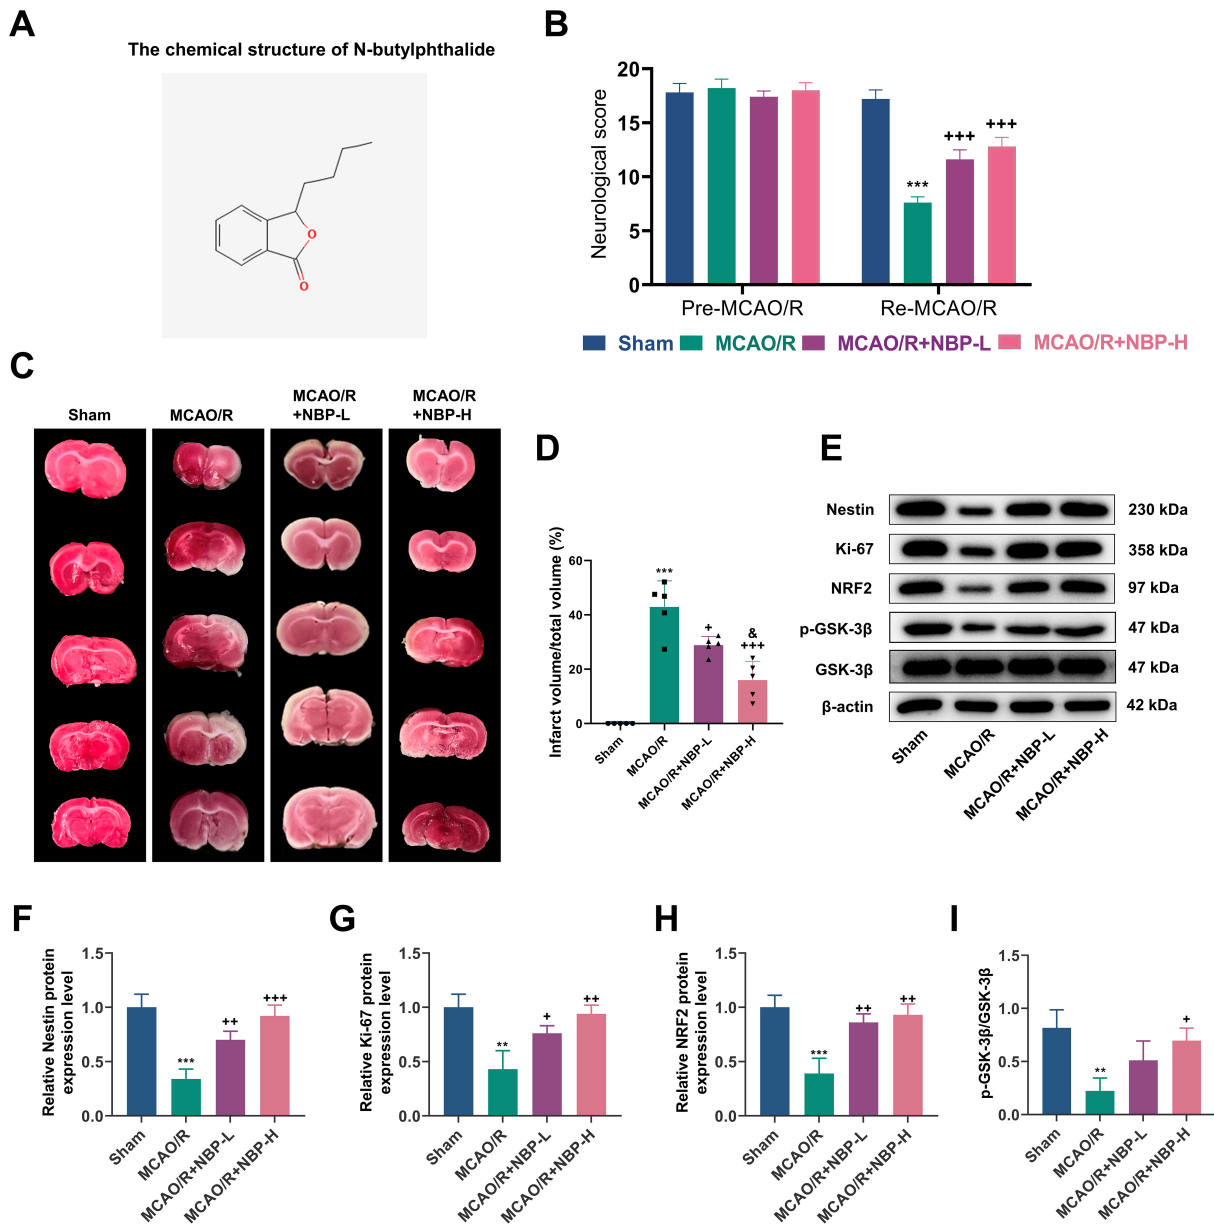 A
The chemical structure of N-butylphthalide
O
O
B
Neurological score
20
15
10
5
0
***
+++
+++
Pre-MCAO/R
Re-MCAO/R
Sham
MCAO/R
MCAO/R+NBP-L
MCAO/R+NBP-H
C
Sham
MCAO/R
MCAO/R
+NBP-L
MCAO/R
+NBP-H
D
Infarct volume/total volume (%)
60
40
20
0
***
+
&
+++
Sham
MCAO/R
MCAO/R+NBP-L
MCAO/R+NBP-H
E
Nestin
230 kDa
Ki-67
358 kDa
NRF2
97 kDa
p-GSK-3β
47 kDa
GSK-3β
47 kDa
β-actin
42 kDa
Sham
MCAO/R
MCAO/R+NBP-L
MCAO/R+NBP-H
F
Relative Nestin protein
expression level
1.5
1.0
0.5
0.0
***
++
+++
Sham
MCAO/R
MCAO/R+NBP-L
MCAO/R+NBP-H
G
Relative Ki-67 protein
expression level
1.5
1.0
0.5
0.0
**
+
++
Sham
MCAO/R
MCAO/R+NBP-L
MCAO/R+NBP-H
H
Relative NRF2 protein
expression level
1.5
1.0
0.5
0.0
***
++
++
Sham
MCAO/R
MCAO/R+NBP-L
MCAO/R+NBP-H
I
p-GSK-3β/GSK-3β
1.5
1.0
0.5
0.0
**
+
Sham
MCAO/R
MCAO/R+NBP-L
MCAO/R+NBP-H